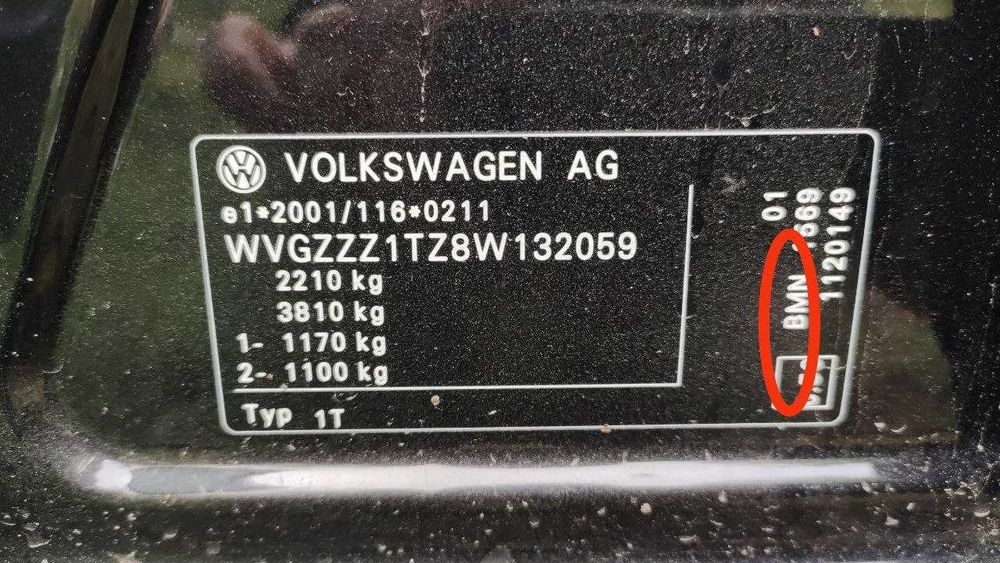 VOLKSWAGEN AG
e1*2001/116*0211
WVGZZZ1TZ8W132059
2210 kg
3810 kg
1- 1170 kg
2- 1100 kg
Typ 1T
01
BMN
1120149